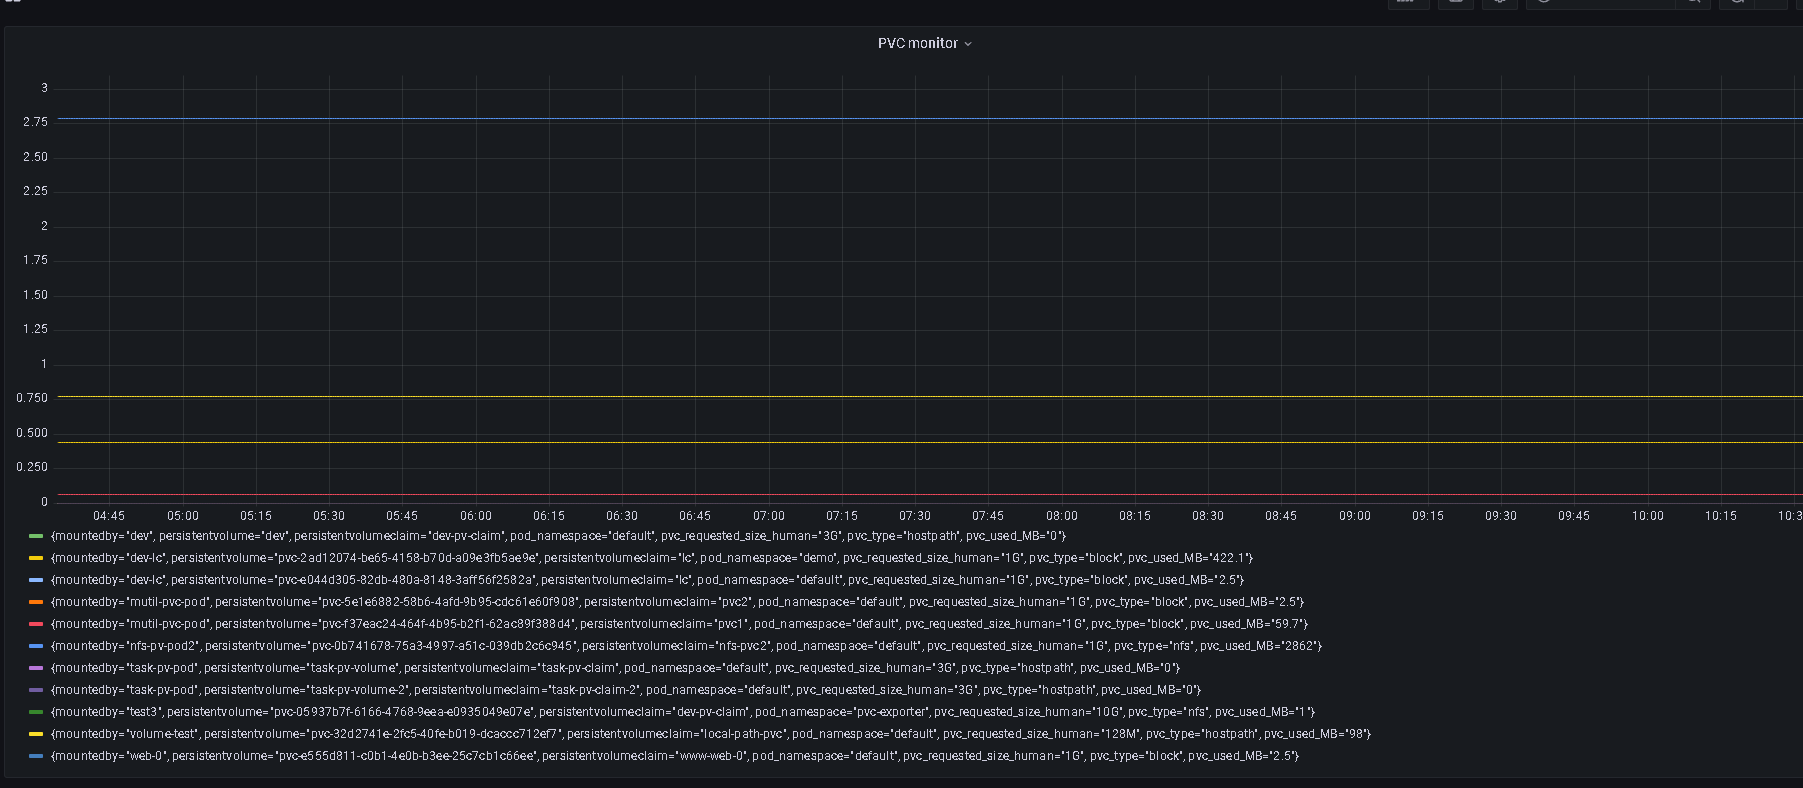 PVC monitor
3
2.75
2.50
2.25
2
1.75
1.50
1.25
1
0.750
0.500
0.250
0
04:45 05:00 05:15 05:30 05:45 06:00 06:15 06:30 06:45 07:00 07:15 07:30 07:45 08:00 08:15 08:30 08:45 09:00 09:15 09:30 09:45 10:00 10:15 10:3
{mountedby="dev", persistentvolume="dev", persistentvolumeclaim="dev-pv-claim", pod_namespace="default", pvc_requested_size_human="3G", pvc_type="hostpath", pvc_used_MB="0"}
{mountedby="dev-lc", persistentvolume="pvc-2ad12074-be65-4158-b70d-a09e3fb5ae9e", persistentvolumeclaim="lc", pod_namespace="demo", pvc_requested_size_human="1G", pvc_type="block", pvc_used_MB="422.1"}
{mountedby="dev-lc", persistentvolume="pvc-e044d305-82db-480a-8148-3aff56f2582a", persistentvolumeclaim="lc", pod_namespace="default", pvc_requested_size_human="1G", pvc_type="block", pvc_used_MB="2.5"}
{mountedby="mutil-pvc-pod", persistentvolume="pvc-5e1e6882-58b6-4afd-9b95-cdc61e60f908", persistentvolumeclaim="pvc2", pod_namespace="default", pvc_requested_size_human="1G", pvc_type="block", pvc_used_MB="2.5"}
{mountedby="mutil-pvc-pod", persistentvolume="pvc-f37eac24-464f-4b95-b2f1-62ac89f388d4", persistentvolumeclaim="pvc1", pod_namespace="default", pvc_requested_size_human="1G", pvc_type="block", pvc_used_MB="59.7"}
{mountedby="nfs-pv-pod2", persistentvolume="pvc-0b741678-75a3-4997-a51c-039db2c6c945", persistentvolumeclaim="nfs-pvc2", pod_namespace="default", pvc_requested_size_human="1G", pvc_type="nfs", pvc_used_MB="2862"}
{mountedby="task-pv-pod", persistentvolume="task-pv-volume", persistentvolumeclaim="task-pv-claim", pod_namespace="default", pvc_requested_size_human="3G", pvc_type="hostpath", pvc_used_MB="0"}
{mountedby="task-pv-pod", persistentvolume="task-pv-volume-2", persistentvolumeclaim="task-pv-claim-2", pod_namespace="default", pvc_requested_size_human="3G", pvc_type="hostpath", pvc_used_MB="0"}
{mountedby="test3", persistentvolume="pvc-05937b7f-6166-4768-9eea-e0935049e07e", persistentvolumeclaim="dev-pv-claim", pod_namespace="pvc-exporter", pvc_requested_size_human="10G", pvc_type="nfs", pvc_used_MB="1"}
{mountedby="volume-test", persistentvolume="pvc-32d2741e-2fc5-40fe-b019-dcaccc712ef7", persistentvolumeclaim="local-path-pvc", pod_namespace="default", pvc_requested_size_human="128M", pvc_type="hostpath", pvc_used_MB="98"}
{mountedby="web-0", persistentvolume="pvc-e555d811-c0b1-4e0b-b3ee-25c7cb1c66ee", persistentvolumeclaim="www-web-0", pod_namespace="default", pvc_requested_size_human="1G", pvc_type="block", pvc_used_MB="2.5"}